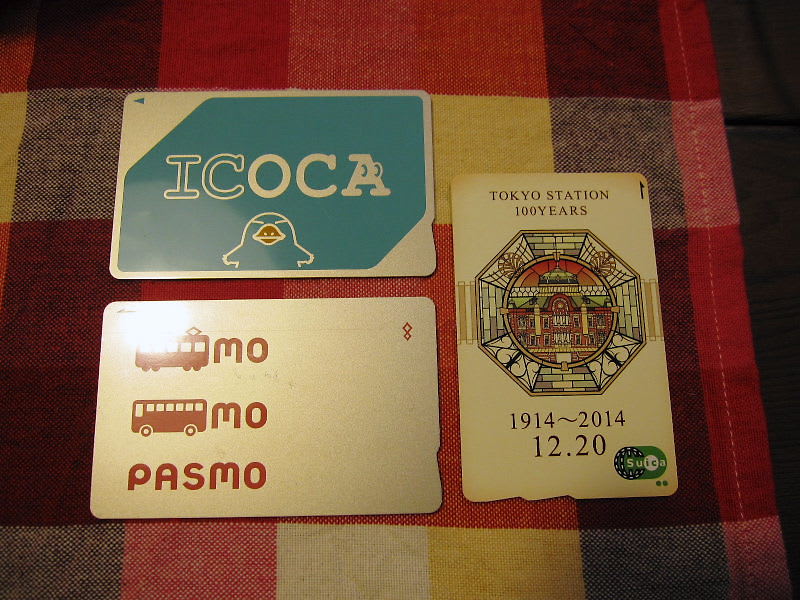 ICOCA
MO
MO
PASMO
TOKYO STATION
100YEARS
1914～2014
12.20
Suica